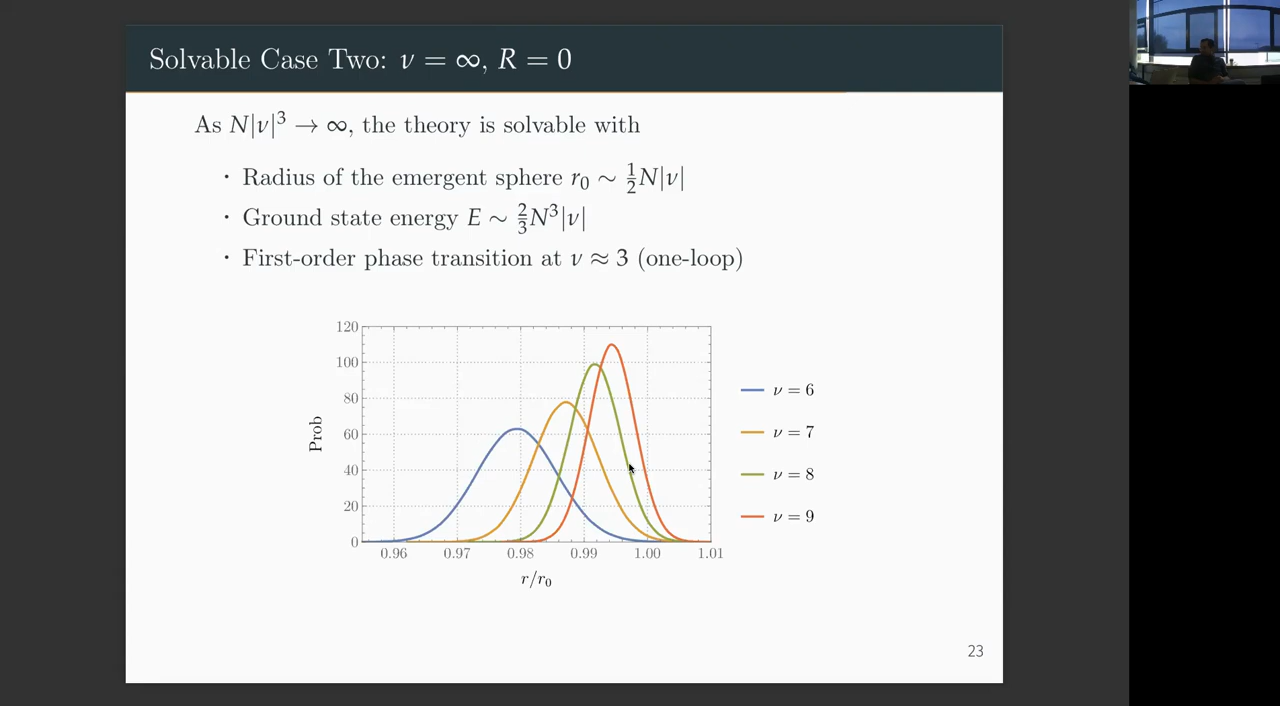 Solvable Case Two: ν = ∞, R = 0
As N|ν|³ → ∞, the theory is solvable with
· Radius of the emergent sphere r₀ ∼ ½N|ν|
· Ground state energy E ∼ ⅔N³|ν|
· First-order phase transition at ν ≈ 3 (one-loop)
120
100
80
60
40
20
0
Prob
0.96 0.97 0.98 0.99 1.00 1.01
r/r₀
ν = 6
ν = 7
ν = 8
ν = 9
23